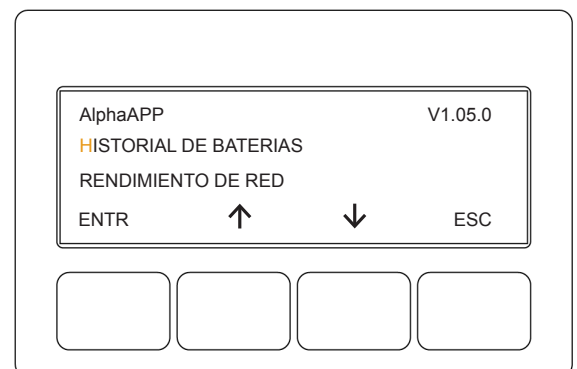 AlphaAPP V1.05.0
HISTORIAL DE BATERIAS
RENDIMIENTO DE RED
ENTR ↑ ↓ ESC